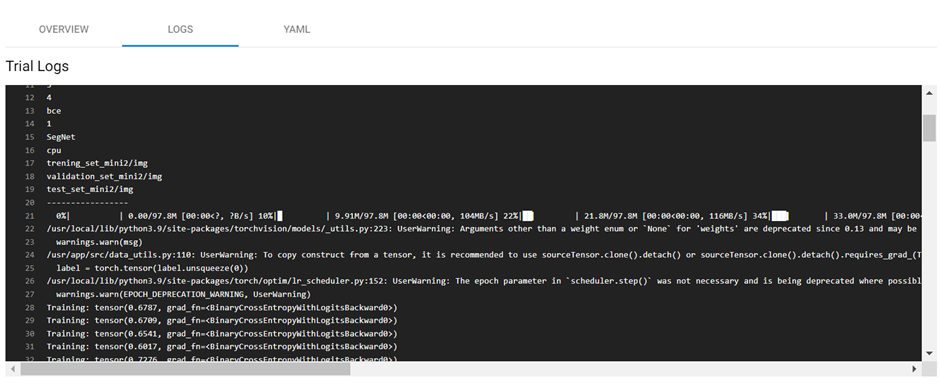 OVERVIEW LOGS YAML
Trial Logs
12 4
13 bce
14 1
15 SegNet
16 cpu
17 trening_set_mini2/img
18 validation_set_mini2/img
19 test_set_mini2/img
20 -----------------
21 0%| | 0.00/97.8M [00:00<?, ?B/s] 10%|█ | 9.91M/97.8M [00:00<00:00, 104MB/s] 22%|██ | 21.8M/97.8M [00:00<00:00, 116MB/s] 34%|███ | 33.0M/97.8M [00:00<
22 /usr/local/lib/python3.9/site-packages/torchvision/models/_utils.py:223: UserWarning: Arguments other than a weight enum or `None` for 'weights' are deprecated since 0.13 and may be
23 warnings.warn(msg)
24 /usr/app/src/data_utils.py:110: UserWarning: To copy construct from a tensor, it is recommended to use sourceTensor.clone().detach() or sourceTensor.clone().detach().requires_grad_(T
25 label = torch.tensor(label.unsqueeze(0))
26 /usr/local/lib/python3.9/site-packages/torch/optim/lr_scheduler.py:152: UserWarning: The epoch parameter in `scheduler.step()` was not necessary and is being deprecated where possibl
27 warnings.warn(EPOCH_DEPRECATION_WARNING, UserWarning)
28 Training: tensor(0.6787, grad_fn=<BinaryCrossEntropyWithLogitsBackward0>)
29 Training: tensor(0.6709, grad_fn=<BinaryCrossEntropyWithLogitsBackward0>)
30 Training: tensor(0.6541, grad_fn=<BinaryCrossEntropyWithLogitsBackward0>)
31 Training: tensor(0.6017, grad_fn=<BinaryCrossEntropyWithLogitsBackward0>)
32 Training: tensor(0.7276, grad_fn=<BinaryCrossEntropyWithLogitsBackward0>)